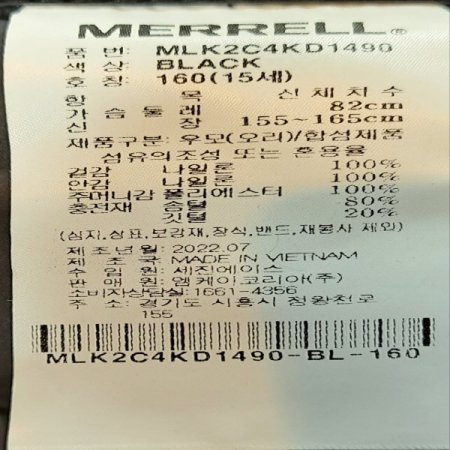 MERRELL®
품 번: MLK2C4KD1490
색 상: BLACK
호 칭: 160(15세)
항 목 신체치수
가슴둘레 82cm
신 장 155~165cm
제품구분: 우모(오리)/합성제품
섬유의조성 또는 혼용율
겉감 나일론 100%
안감 나일론 100%
주머니감 폴리에스터 100%
충전재 솜털 80%
깃털 20%
(심지,상표,보강재,장식,밴드,재봉사 제외)
제조년월: 2022.07
제 조 국: MADE IN VIETNAM
수 입 원: 세진에이스
판 매 원: 엠케이코리아(주)
소비자상담실:1661-4356
주 소: 경기도 시흥시 정왕천로
155
MLK2C4KD1490-BL-160